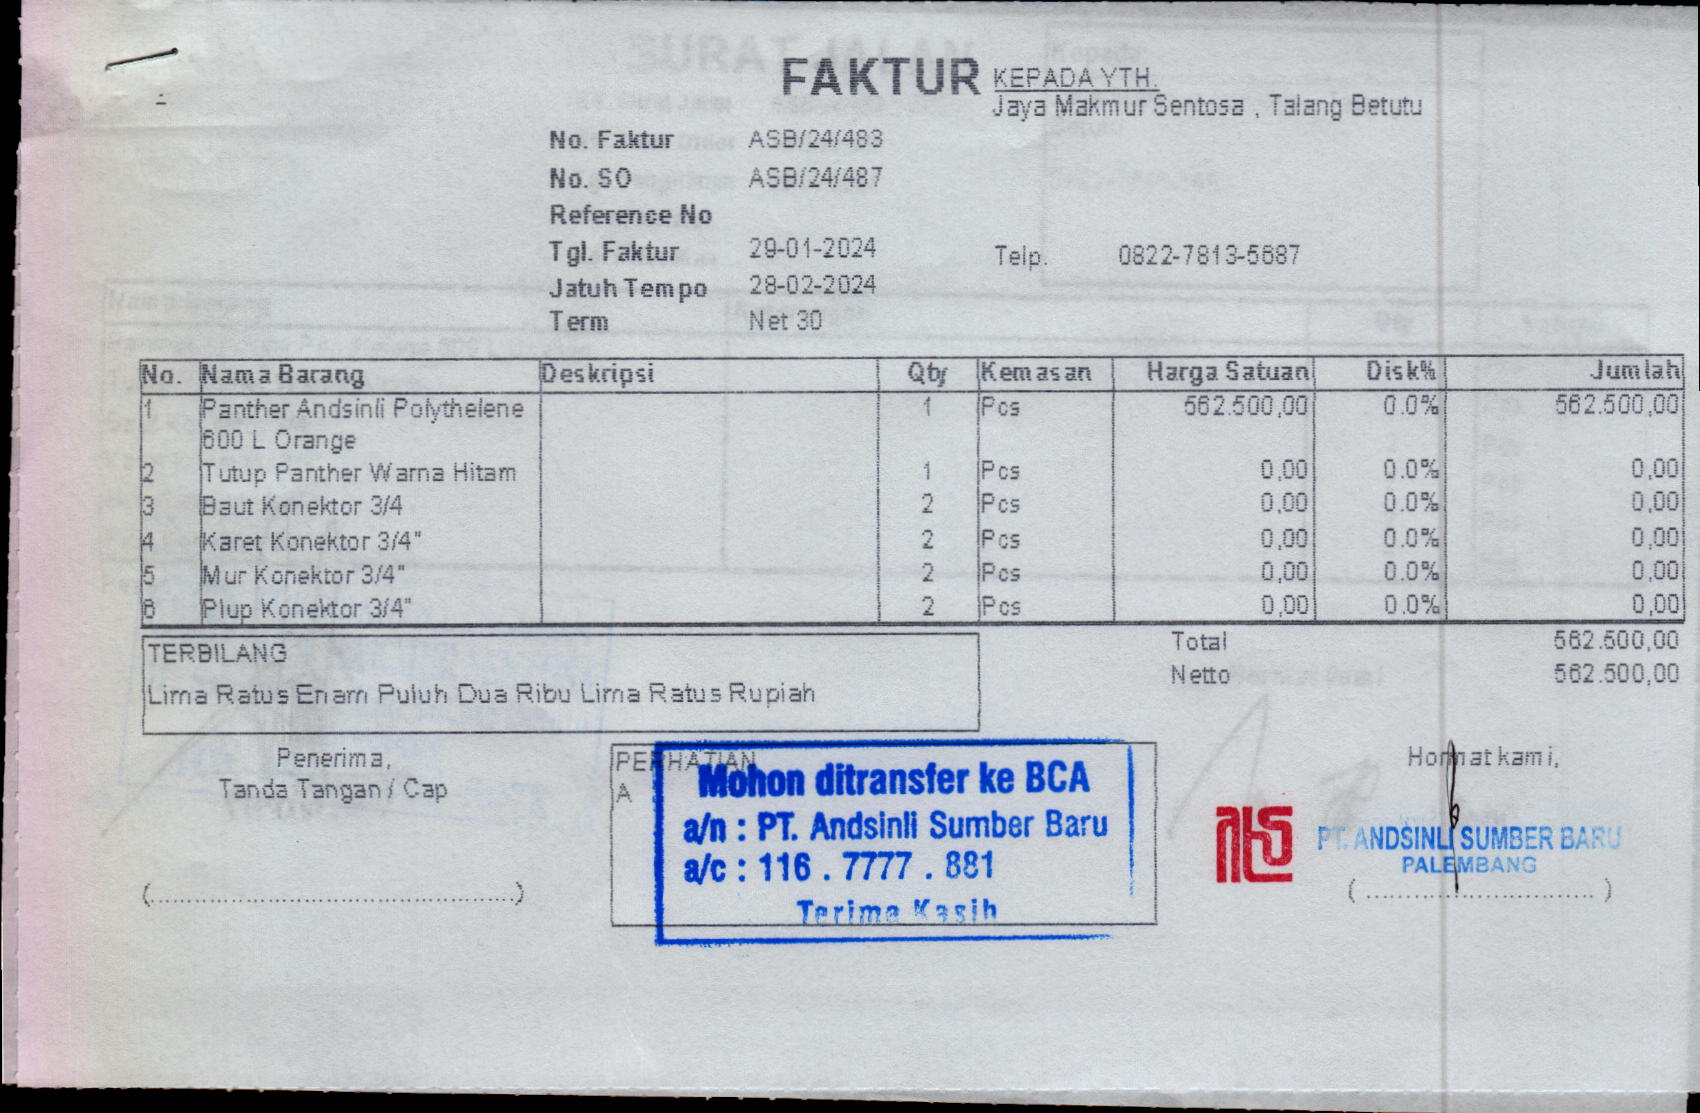 FAKTUR
KEPADA YTH.
Jaya Makmur Sentosa , Talang Betutu
No. Faktur ASB/24/483
No. SO ASB/24/487
Reference No
Tgl. Faktur 29-01-2024
Telp. 0822-7813-5687
Jatuh Tempo 28-02-2024
Term Net 30
No. Nama Barang Deskripsi Qty Kemasan Harga Satuan Disk% Jumlah
1 Panther Andsinli Polythelene 1 Pcs 562.500,00 0.0% 562.500,00
600 L Orange
2 Tutup Panther Warna Hitam 1 Pcs 0,00 0.0% 0,00
3 Baut Konektor 3/4 2 Pcs 0,00 0.0% 0,00
4 Karet Konektor 3/4" 2 Pcs 0,00 0.0% 0,00
5 Mur Konektor 3/4" 2 Pcs 0,00 0.0% 0,00
6 Plup Konektor 3/4" 2 Pcs 0,00 0.0% 0,00
TERBILANG
Lima Ratus Enam Puluh Dua Ribu Lima Ratus Rupiah
Total 562.500,00
Netto 562.500,00
Penerima,
Tanda Tangan / Cap
PERHATIAN
A
Mohon ditransfer ke BCA
a/n : PT. Andsinli Sumber Baru
a/c : 116 . 7777 . 881
Terima Kasih
Hormat kami,
PT. ANDSINLI SUMBER BARU
PALEMBANG
(..............................................)
(..............................)